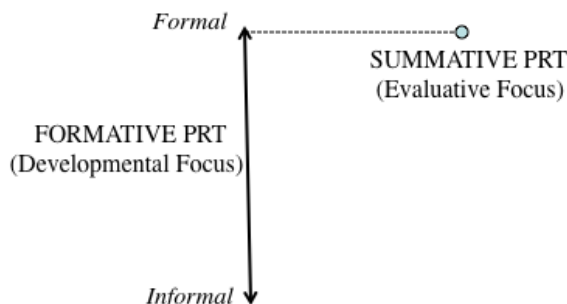 Formal
SUMMATIVE PRT
(Evaluative Focus)
FORMATIVE PRT
(Developmental Focus)
Informal